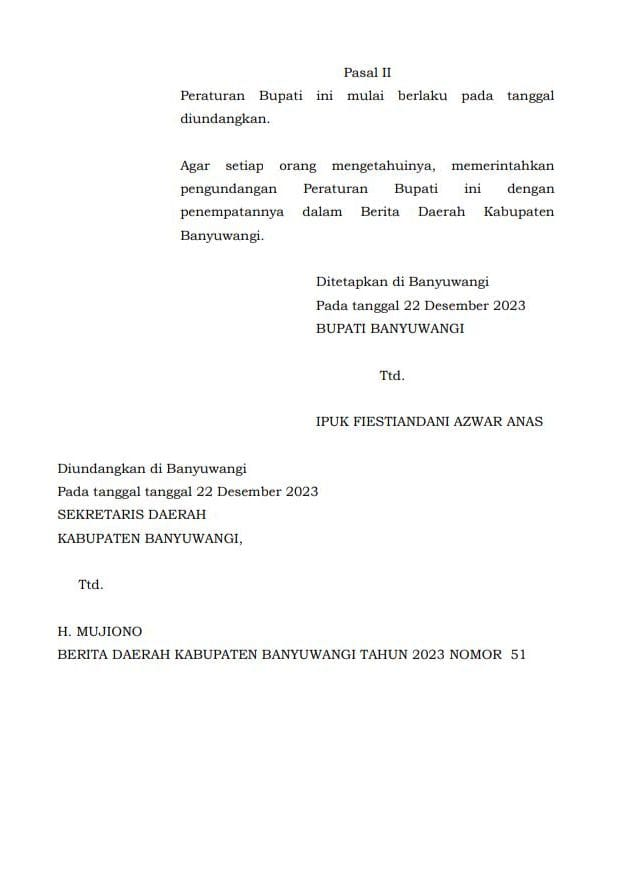 Pasal II
Peraturan Bupati ini mulai berlaku pada tanggal
diundangkan.
Agar setiap orang mengetahuinya, memerintahkan
pengundangan Peraturan Bupati ini dengan
penempatannya dalam Berita Daerah Kabupaten
Banyuwangi.
Ditetapkan di Banyuwangi
Pada tanggal 22 Desember 2023
BUPATI BANYUWANGI
Ttd.
IPUK FIESTIANDANI AZWAR ANAS
Diundangkan di Banyuwangi
Pada tanggal tanggal 22 Desember 2023
SEKRETARIS DAERAH
KABUPATEN BANYUWANGI,
Ttd.
H. MUJIONO
BERITA DAERAH KABUPATEN BANYUWANGI TAHUN 2023 NOMOR 51